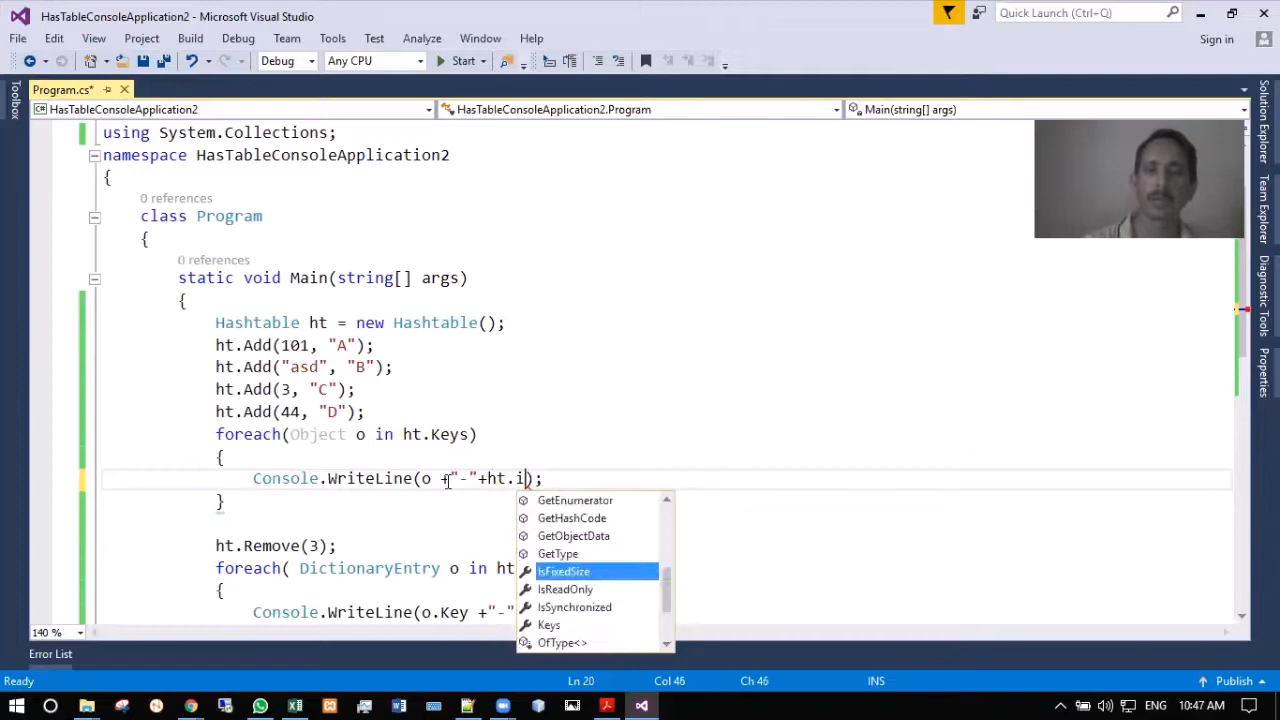 HasTableConsoleApplication2 - Microsoft Visual Studio
Quick Launch (Ctrl+Q)
File Edit View Project Build Debug Team Tools Test Analyze Window Help
Sign in
Debug Any CPU Start
Program.cs*
HasTableConsoleApplication2 HasTableConsoleApplication2.Program Main(string[] args)
Toolbox
Solution Explorer
Team Explorer
Diagnostic Tools
Properties
using System.Collections;
namespace HasTableConsoleApplication2
{
0 references
class Program
{
0 references
static void Main(string[] args)
{
Hashtable ht = new Hashtable();
ht.Add(101, "A");
ht.Add("asd", "B");
ht.Add(3, "C");
ht.Add(44, "D");
foreach(Object o in ht.Keys)
{
Console.WriteLine(o +"-"+ht.i);
}
GetEnumerator
GetHashCode
GetObjectData
GetType
IsFixedSize
IsReadOnly
IsSynchronized
Keys
OfType<>
ht.Remove(3);
foreach( DictionaryEntry o in ht
{
Console.WriteLine(o.Key +"-"
140 %
Error List
Ready Ln 20 Col 46 Ch 46 INS Publish
ENG 10:47 AM